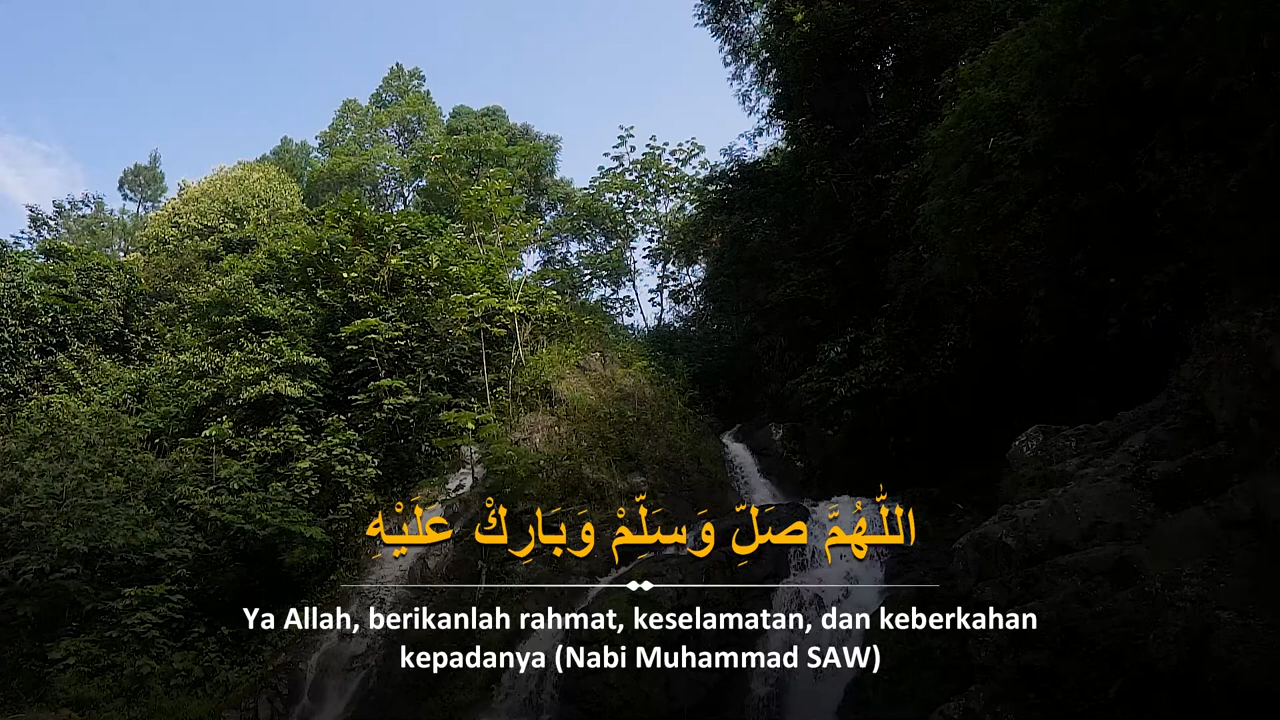 اللّٰهُمَّ صَلِّ وَسَلِّمْ وَبَارِكْ عَلَيْهِ
Ya Allah, berikanlah rahmat, keselamatan, dan keberkahan
kepadanya (Nabi Muhammad SAW)